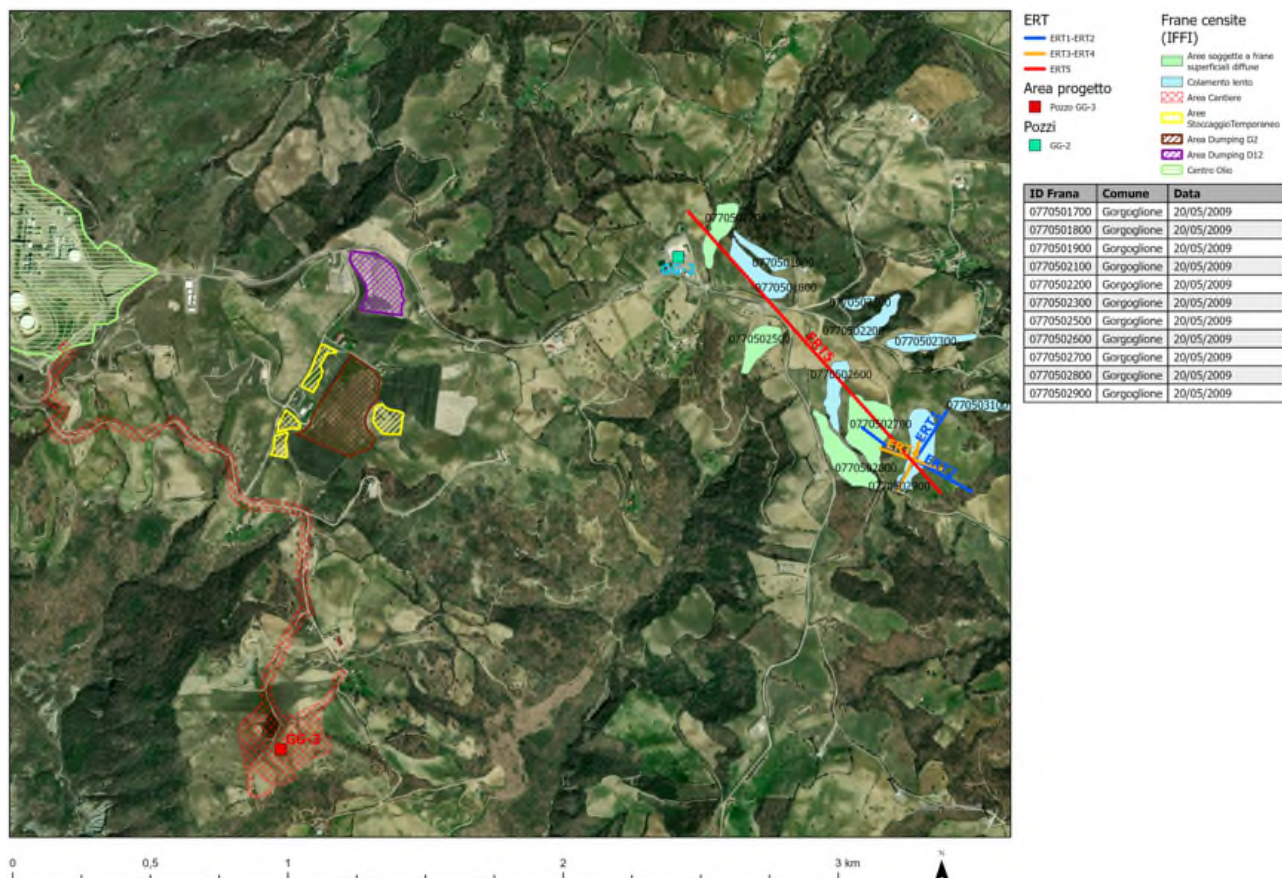 ERT
ERT1-ERT2
ERT3-ERT4
ERT5
Area progetto
Pozzo GG-3
Pozzi
GG-2
Frane censite
(IFFI)
Aree soggette a frane
superficiali diffuse
Colamento lento
Area Cantiere
Aree
StoccaggioTemporaneo
Area Dumping D2
Area Dumping D12
Centro Olio
ID Frana Comune Data
0770501700 Gorgoglione 20/05/2009
0770501800 Gorgoglione 20/05/2009
0770501900 Gorgoglione 20/05/2009
0770502100 Gorgoglione 20/05/2009
0770502200 Gorgoglione 20/05/2009
0770502300 Gorgoglione 20/05/2009
0770502500 Gorgoglione 20/05/2009
0770502600 Gorgoglione 20/05/2009
0770502700 Gorgoglione 20/05/2009
0770502800 Gorgoglione 20/05/2009
0770502900 Gorgoglione 20/05/2009
GG-2
0770501800
0770502200
0770502300
0770502500
ERT5
0770502600
0770503100
0770502700
ERT1
0770502800
0770502900
GG-3
0 0,5 1 2 3 km
N